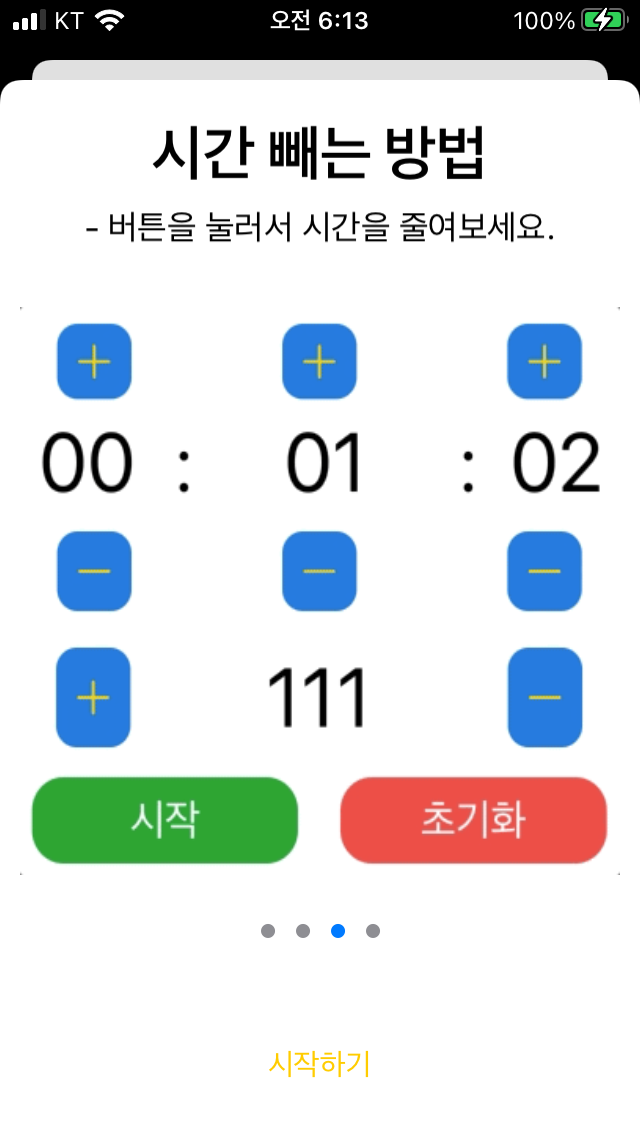 KT 오전 6:13 100%
시간 빼는 방법
- 버튼을 눌러서 시간을 줄여보세요.
+ + +
00 : 01 : 02
− − −
+ 111 −
시작 초기화
시작하기